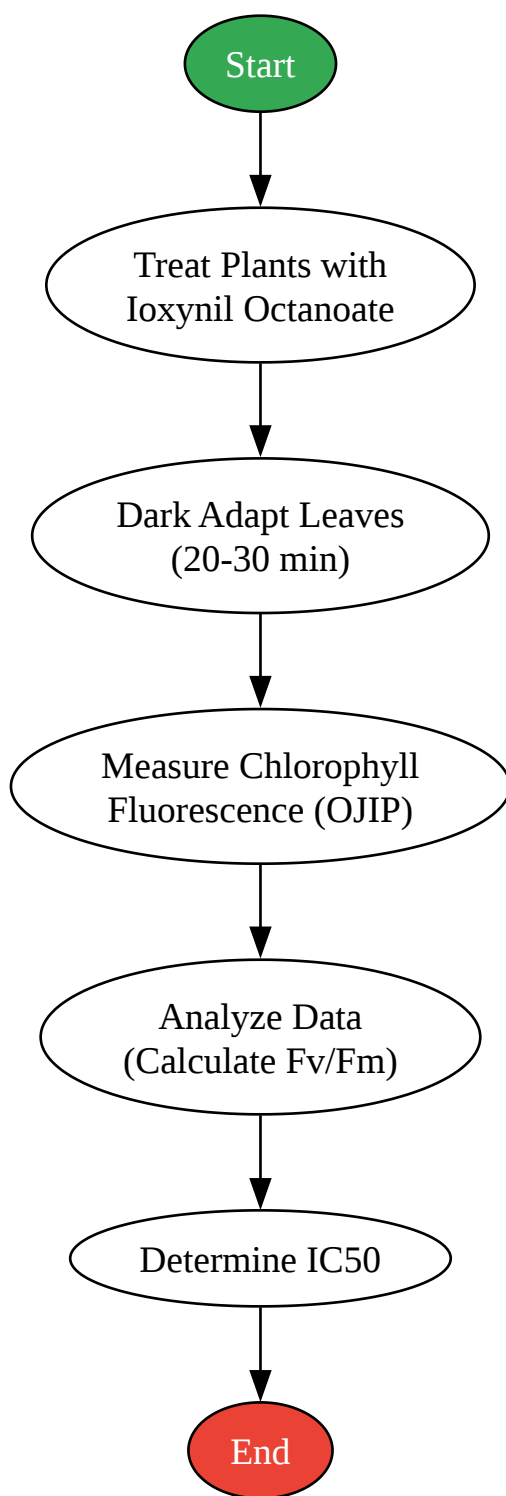 Start
Treat Plants with
Ioxynil Octanoate
Dark Adapt Leaves
(20-30 min)
Measure Chlorophyll
Fluorescence (OJIP)
Analyze Data
(Calculate Fv/Fm)
Determine IC50
End